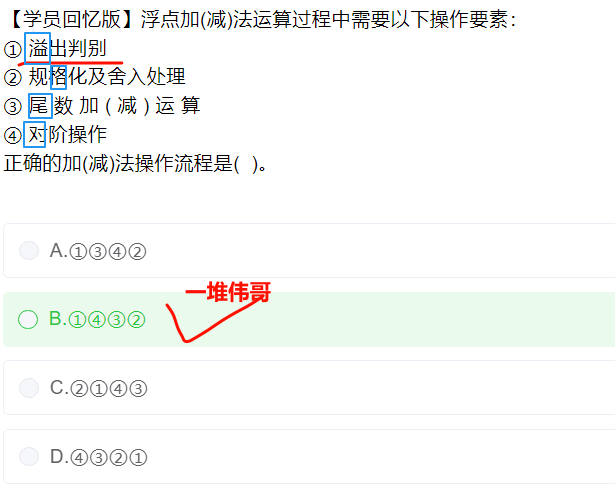 【学员回忆版】浮点加(减)法运算过程中需要以下操作要素：
① 溢出判别
② 规格化及舍入处理
③ 尾 数 加 ( 减 ) 运 算
④ 对阶操作
正确的加(减)法操作流程是( )。
A.①③④②
一堆伟哥
B.①④③②
C.②①④③
D.④③②①